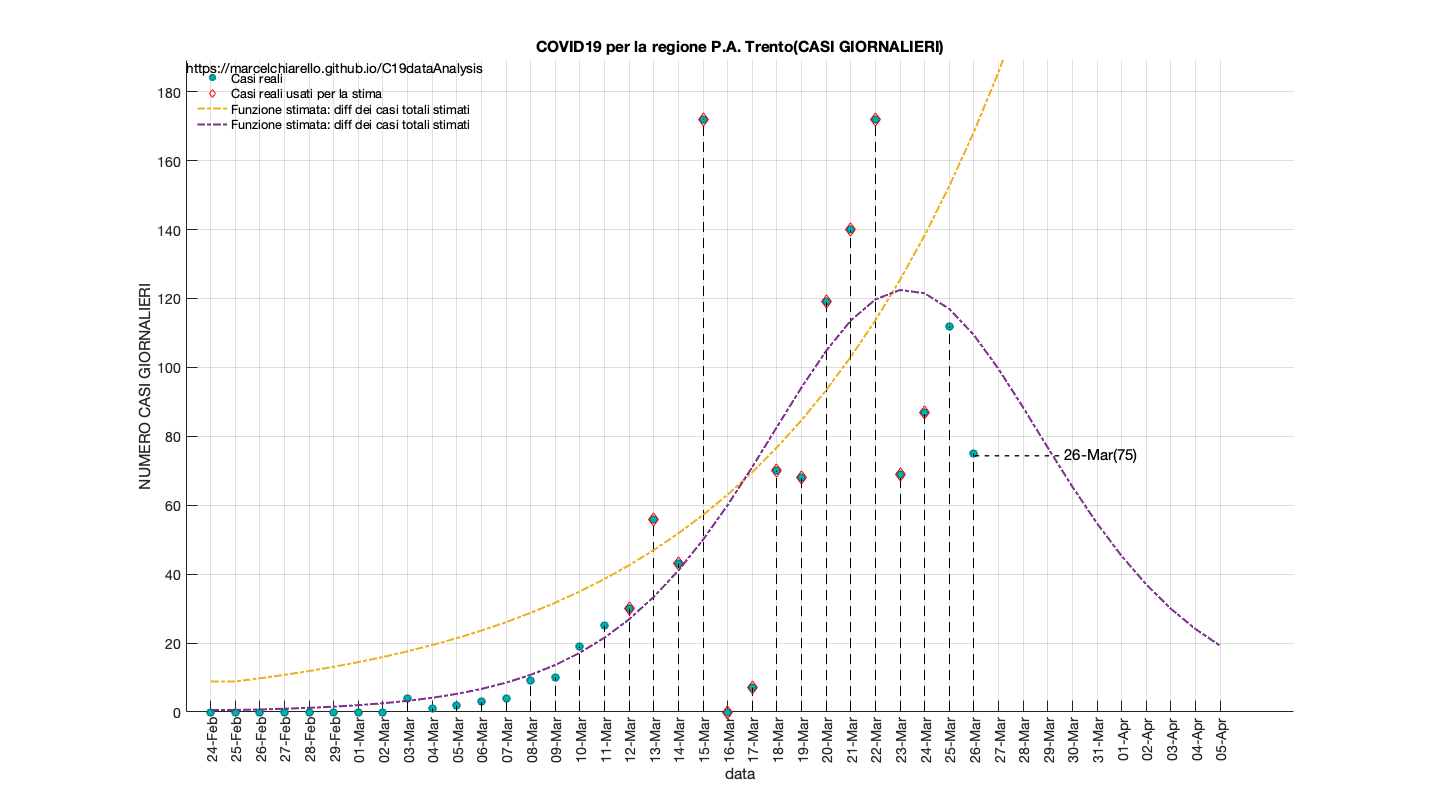 COVID19 per la regione P.A. Trento(CASI GIORNALIERI)
https://marcelchiarello.github.io/C19dataAnalysis
Casi reali
Casi reali usati per la stima
Funzione stimata: diff dei casi totali stimati
Funzione stimata: diff dei casi totali stimati
NUMERO CASI GIORNALIERI
180
160
140
120
100
80
60
40
20
0
26-Mar(75)
24-Feb
25-Feb
26-Feb
27-Feb
28-Feb
29-Feb
01-Mar
02-Mar
03-Mar
04-Mar
05-Mar
06-Mar
07-Mar
08-Mar
09-Mar
10-Mar
11-Mar
12-Mar
13-Mar
14-Mar
15-Mar
16-Mar
17-Mar
18-Mar
19-Mar
20-Mar
21-Mar
22-Mar
23-Mar
24-Mar
25-Mar
26-Mar
27-Mar
28-Mar
29-Mar
30-Mar
31-Mar
01-Apr
02-Apr
03-Apr
04-Apr
05-Apr
data